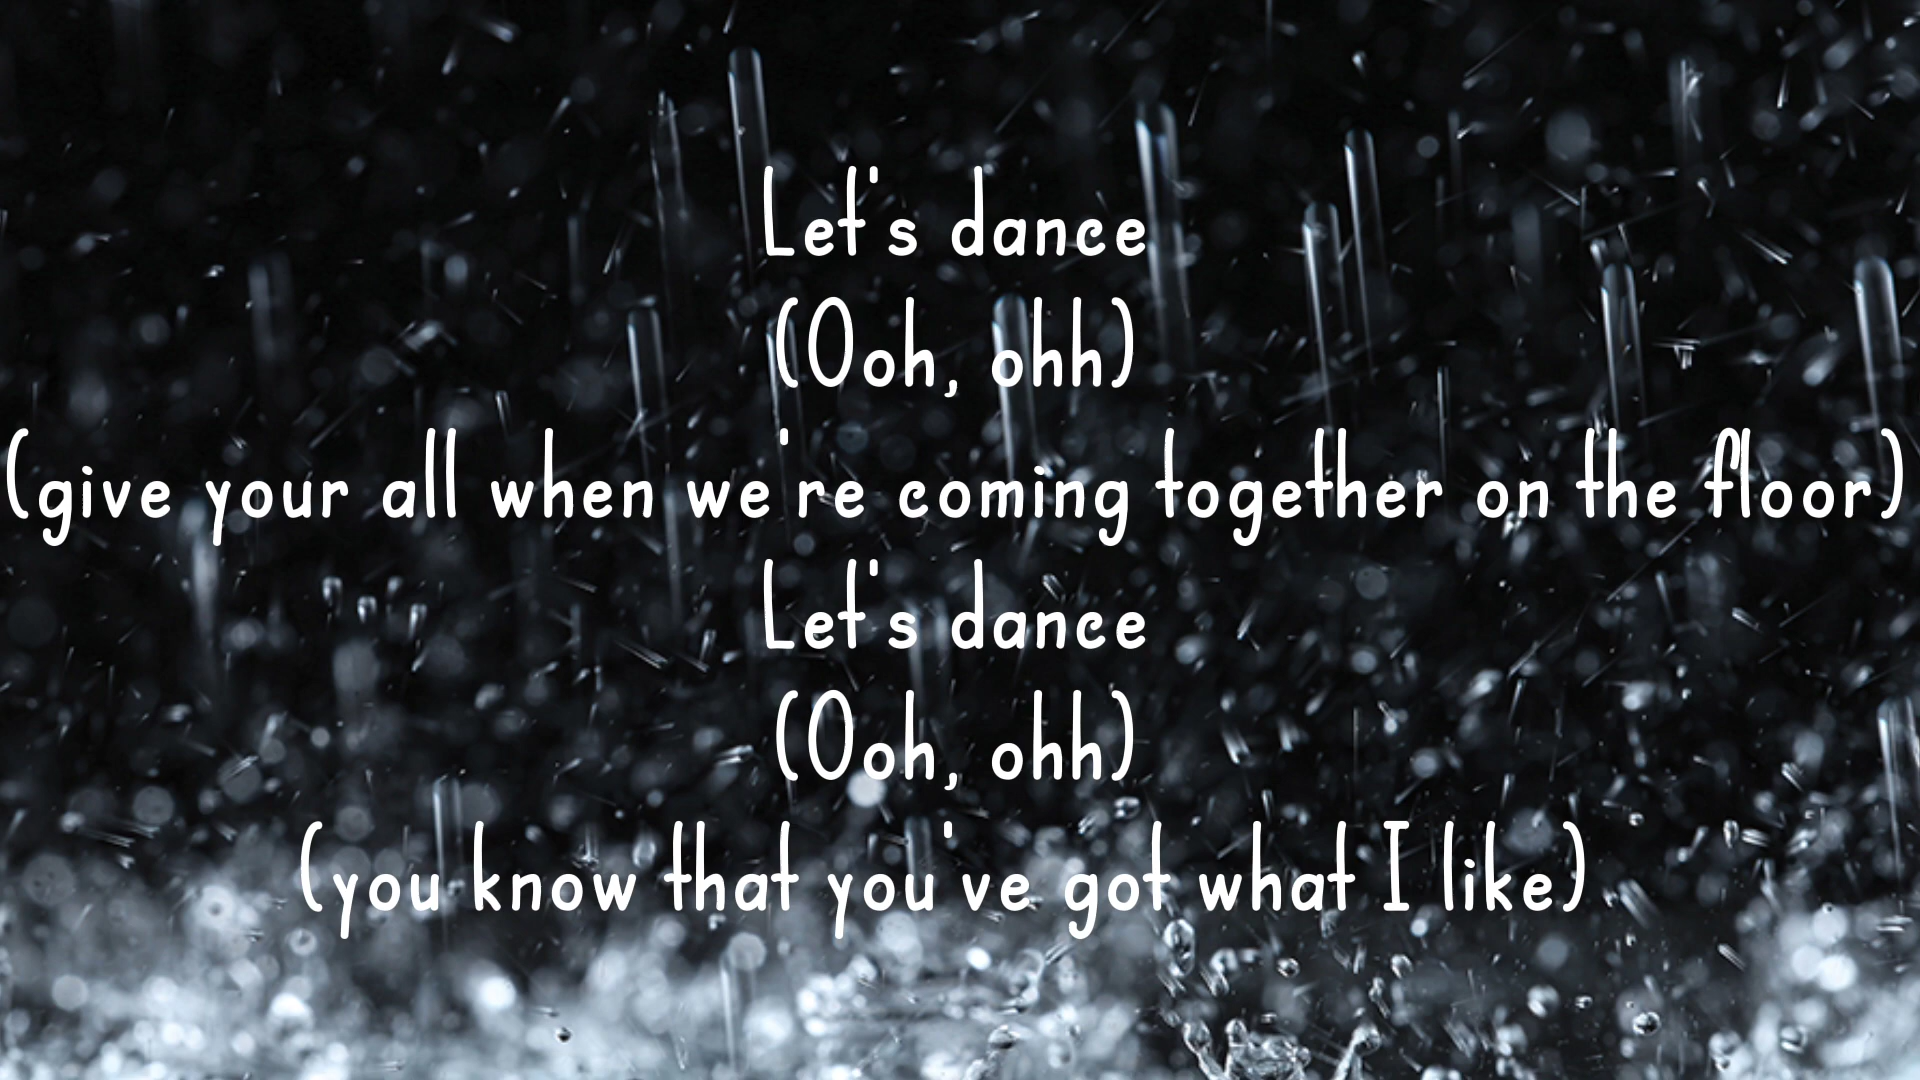 Let's dance
(Ooh, ohh)
(give your all when we're coming together on the floor)
Let's dance
(Ooh, ohh)
(you know that you've got what I like)